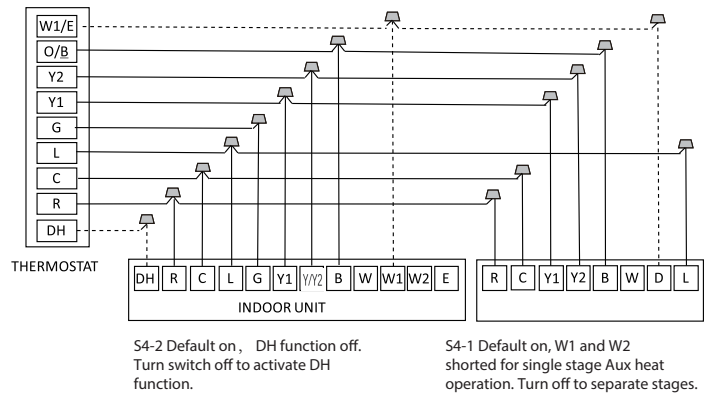 W1/E
O/B
Y2
Y1
G
L
C
R
DH
THERMOSTAT
DH R C L G Y1 Y/Y2 B W W1 W2 E
INDOOR UNIT
R C Y1 Y2 B W D L
S4-2 Default on， DH function off.
Turn switch off to activate DH
function.
S4-1 Default on, W1 and W2
shorted for single stage Aux heat
operation. Turn off to separate stages.